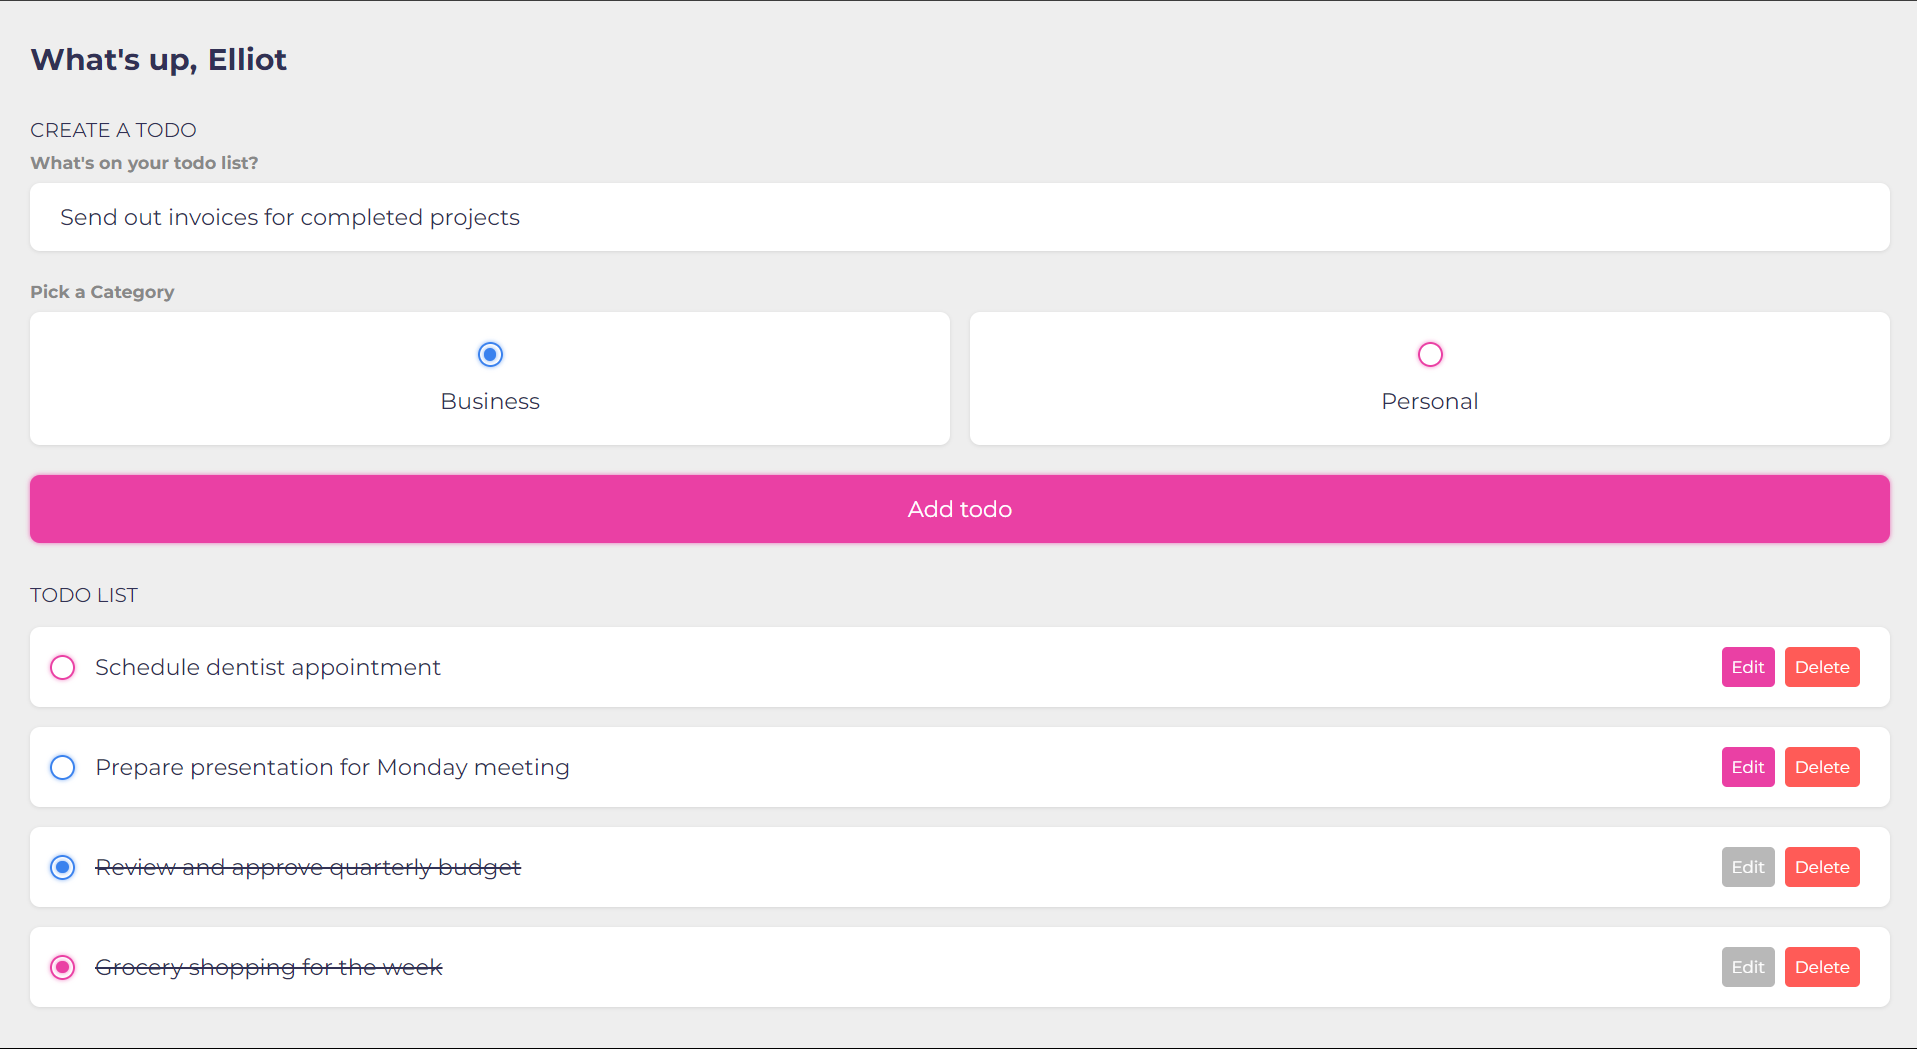 What's up, Elliot
CREATE A TODO
What's on your todo list?
Send out invoices for completed projects
Pick a Category
Business
Personal
Add todo
TODO LIST
Schedule dentist appointment
Edit
Delete
Prepare presentation for Monday meeting
Edit
Delete
Review and approve quarterly budget
Edit
Delete
Grocery shopping for the week
Edit
Delete